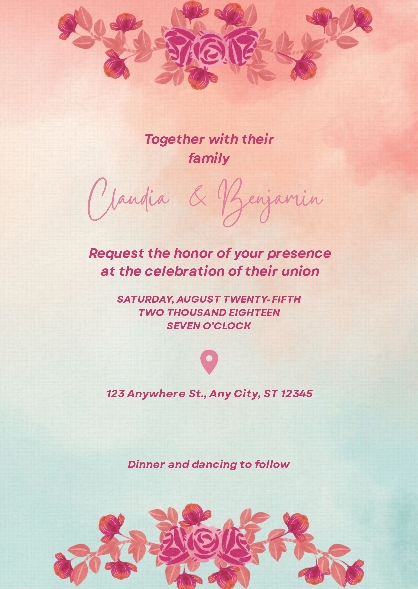 Together with their
family
Claudia & Benjamin
Request the honor of your presence
at the celebration of their union
SATURDAY, AUGUST TWENTY-FIFTH
TWO THOUSAND EIGHTEEN
SEVEN O'CLOCK
123 Anywhere St., Any City, ST 12345
Dinner and dancing to follow